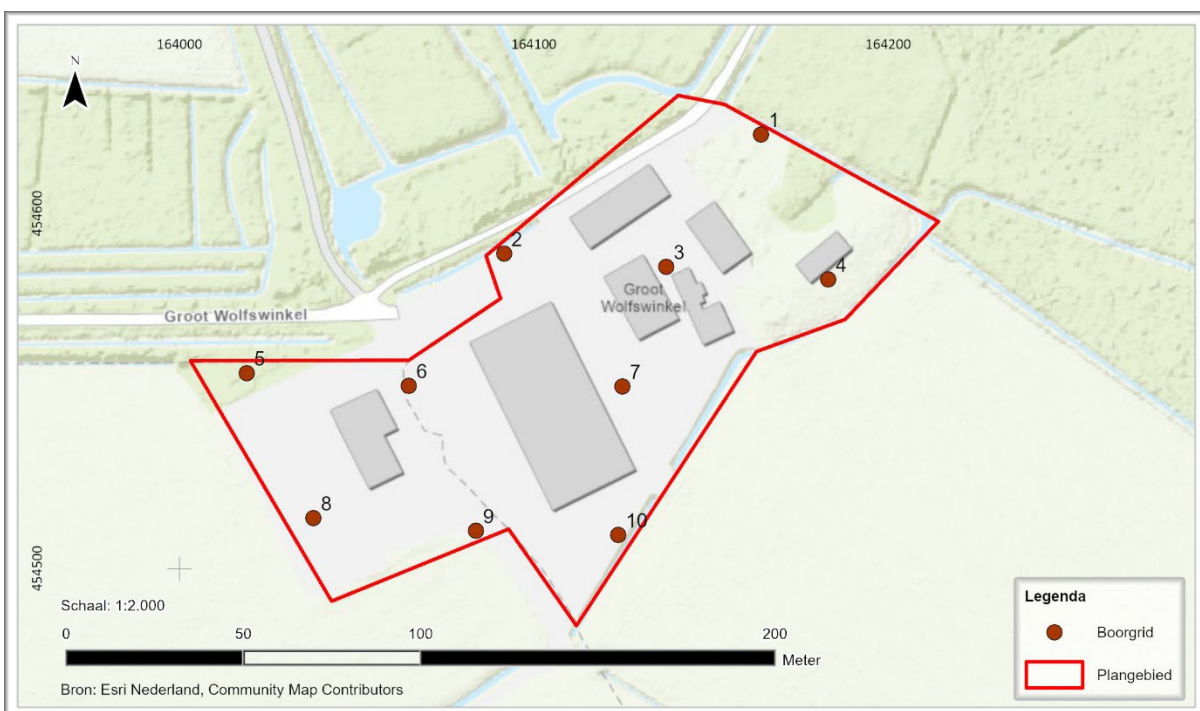 164000
164100
164200
N
1
454600
2
3
4
Groot
Wolfswinkel
Groot Wolfswinkel
5
6
7
8
9
10
454500
Schaal: 1:2.000
0
50
100
200
Meter
Bron: Esri Nederland, Community Map Contributors
Legenda
Boorgrid
Plangebied